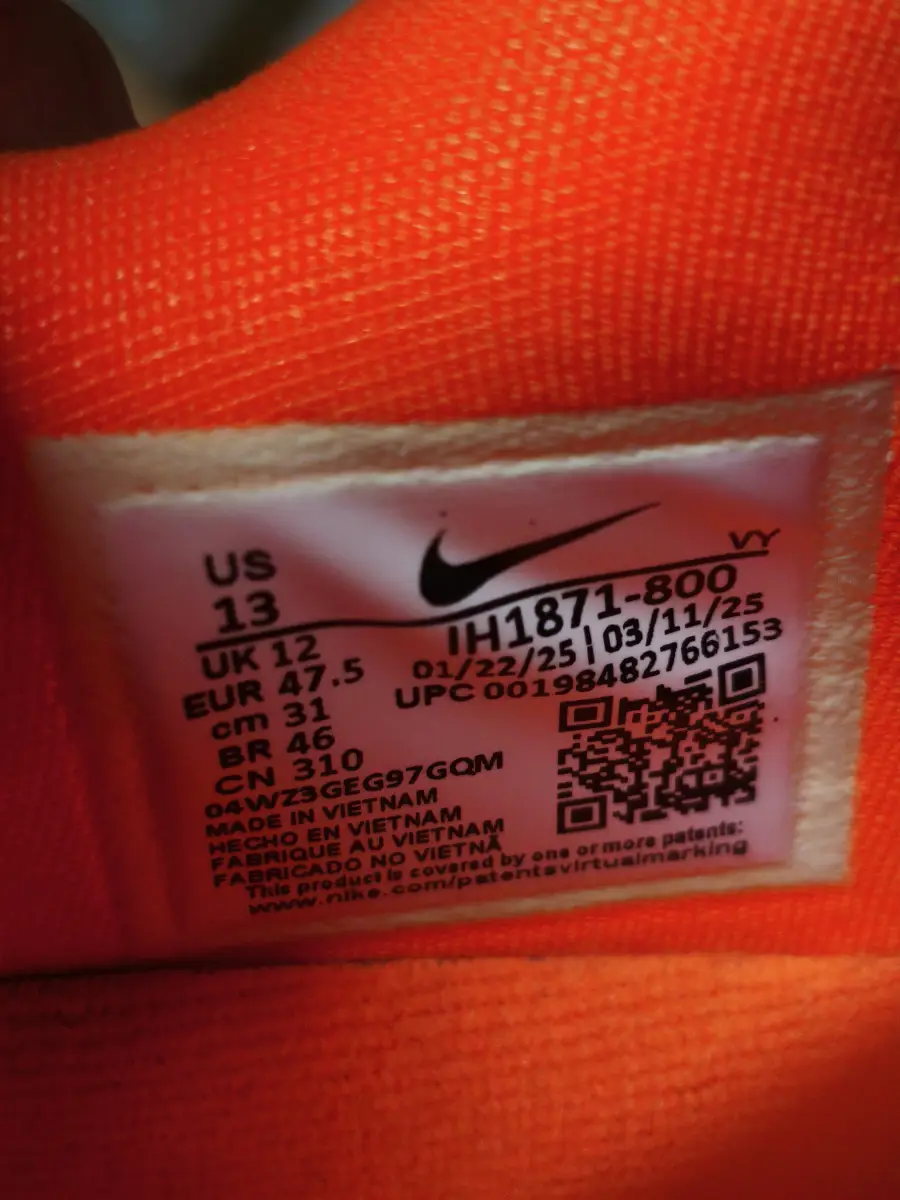 US
13
UK 12
EUR 47.5
cm 31
BR 46
CN 310
VY
IH1871-800
01/22/25 | 03/11/25
UPC 00198482766153
04WZ3GEG97GQM
MADE IN VIETNAM
HECHO EN VIETNAM
FABRIQUE AU VIETNAM
FABRICADO NO VIETNÃ
This product is covered by one or more patents:
www.nike.com/patentsvirtualmarking